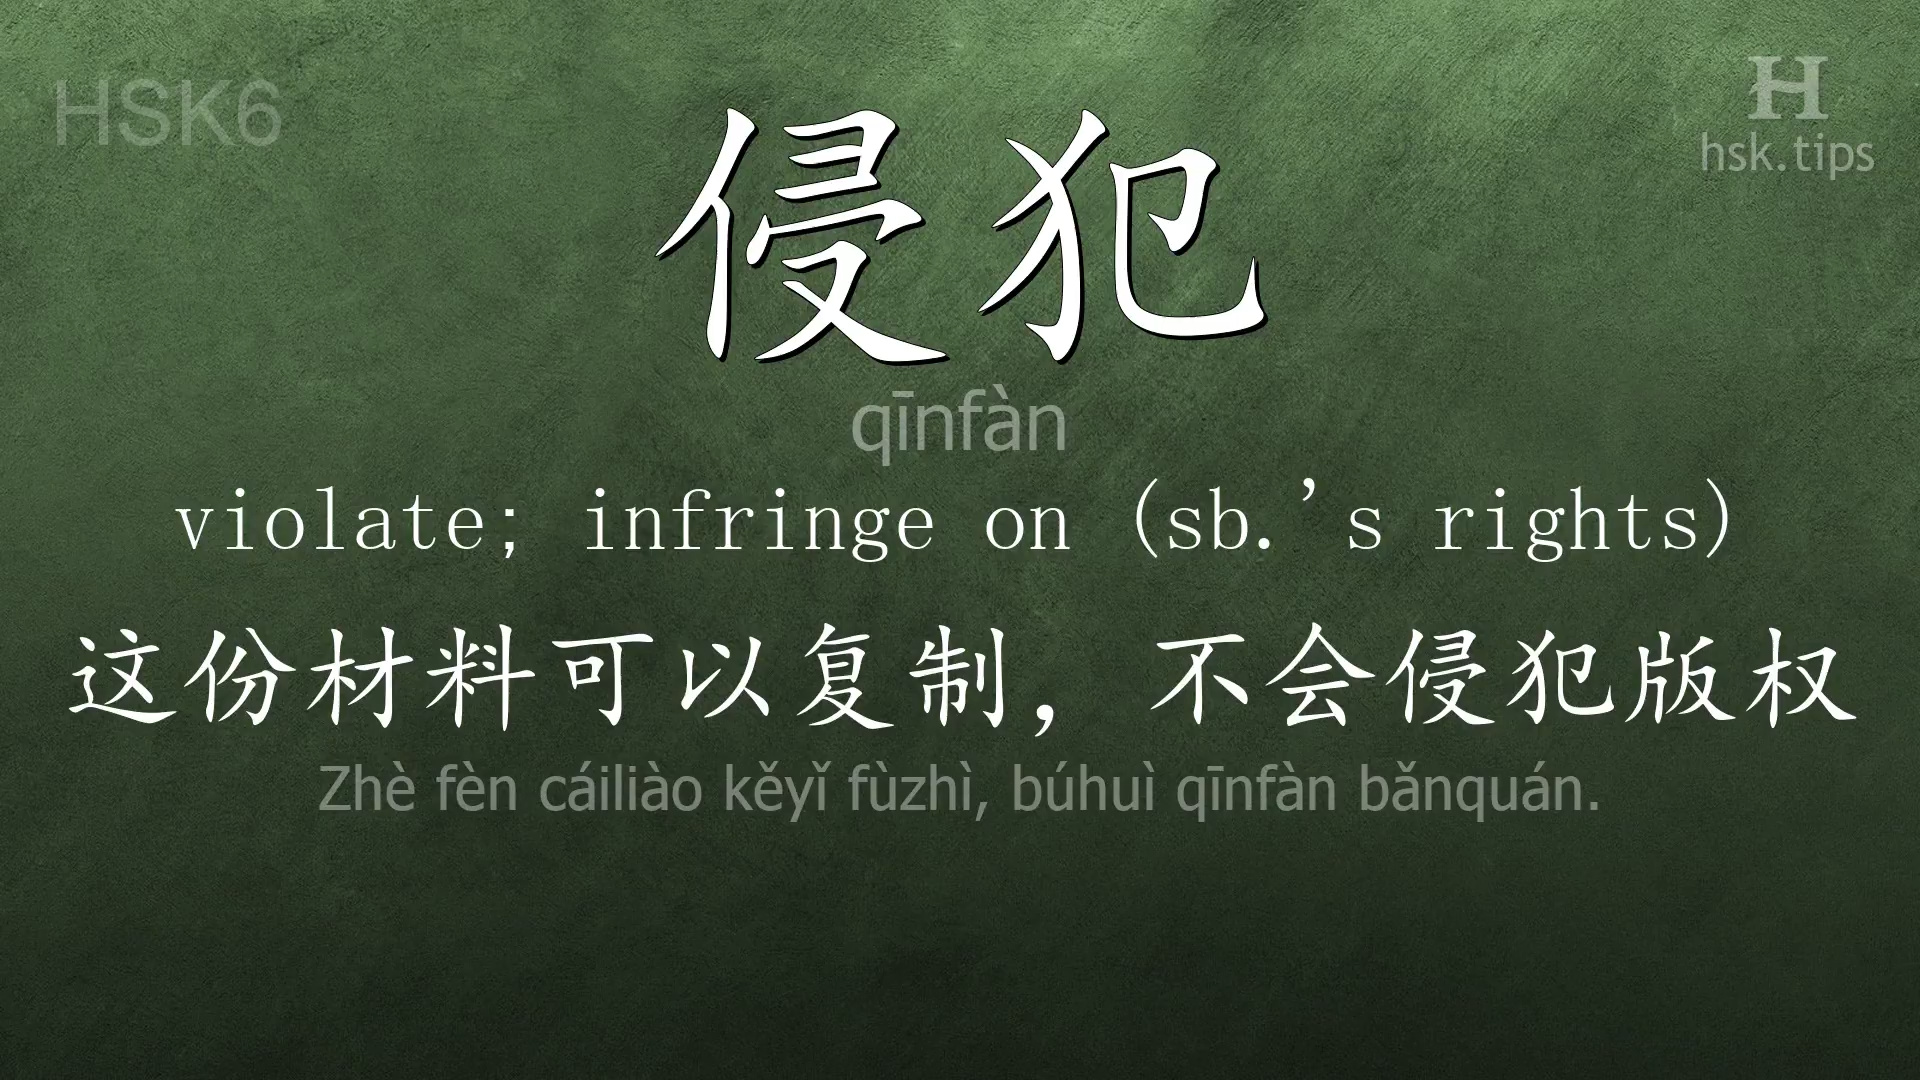 HSK6
H
hsk.tips
侵犯
qīnfàn
violate; infringe on (sb.'s rights)
这份材料可以复制，不会侵犯版权
Zhè fèn cáiliào kěyǐ fùzhì, búhuì qīnfàn bǎnquán.